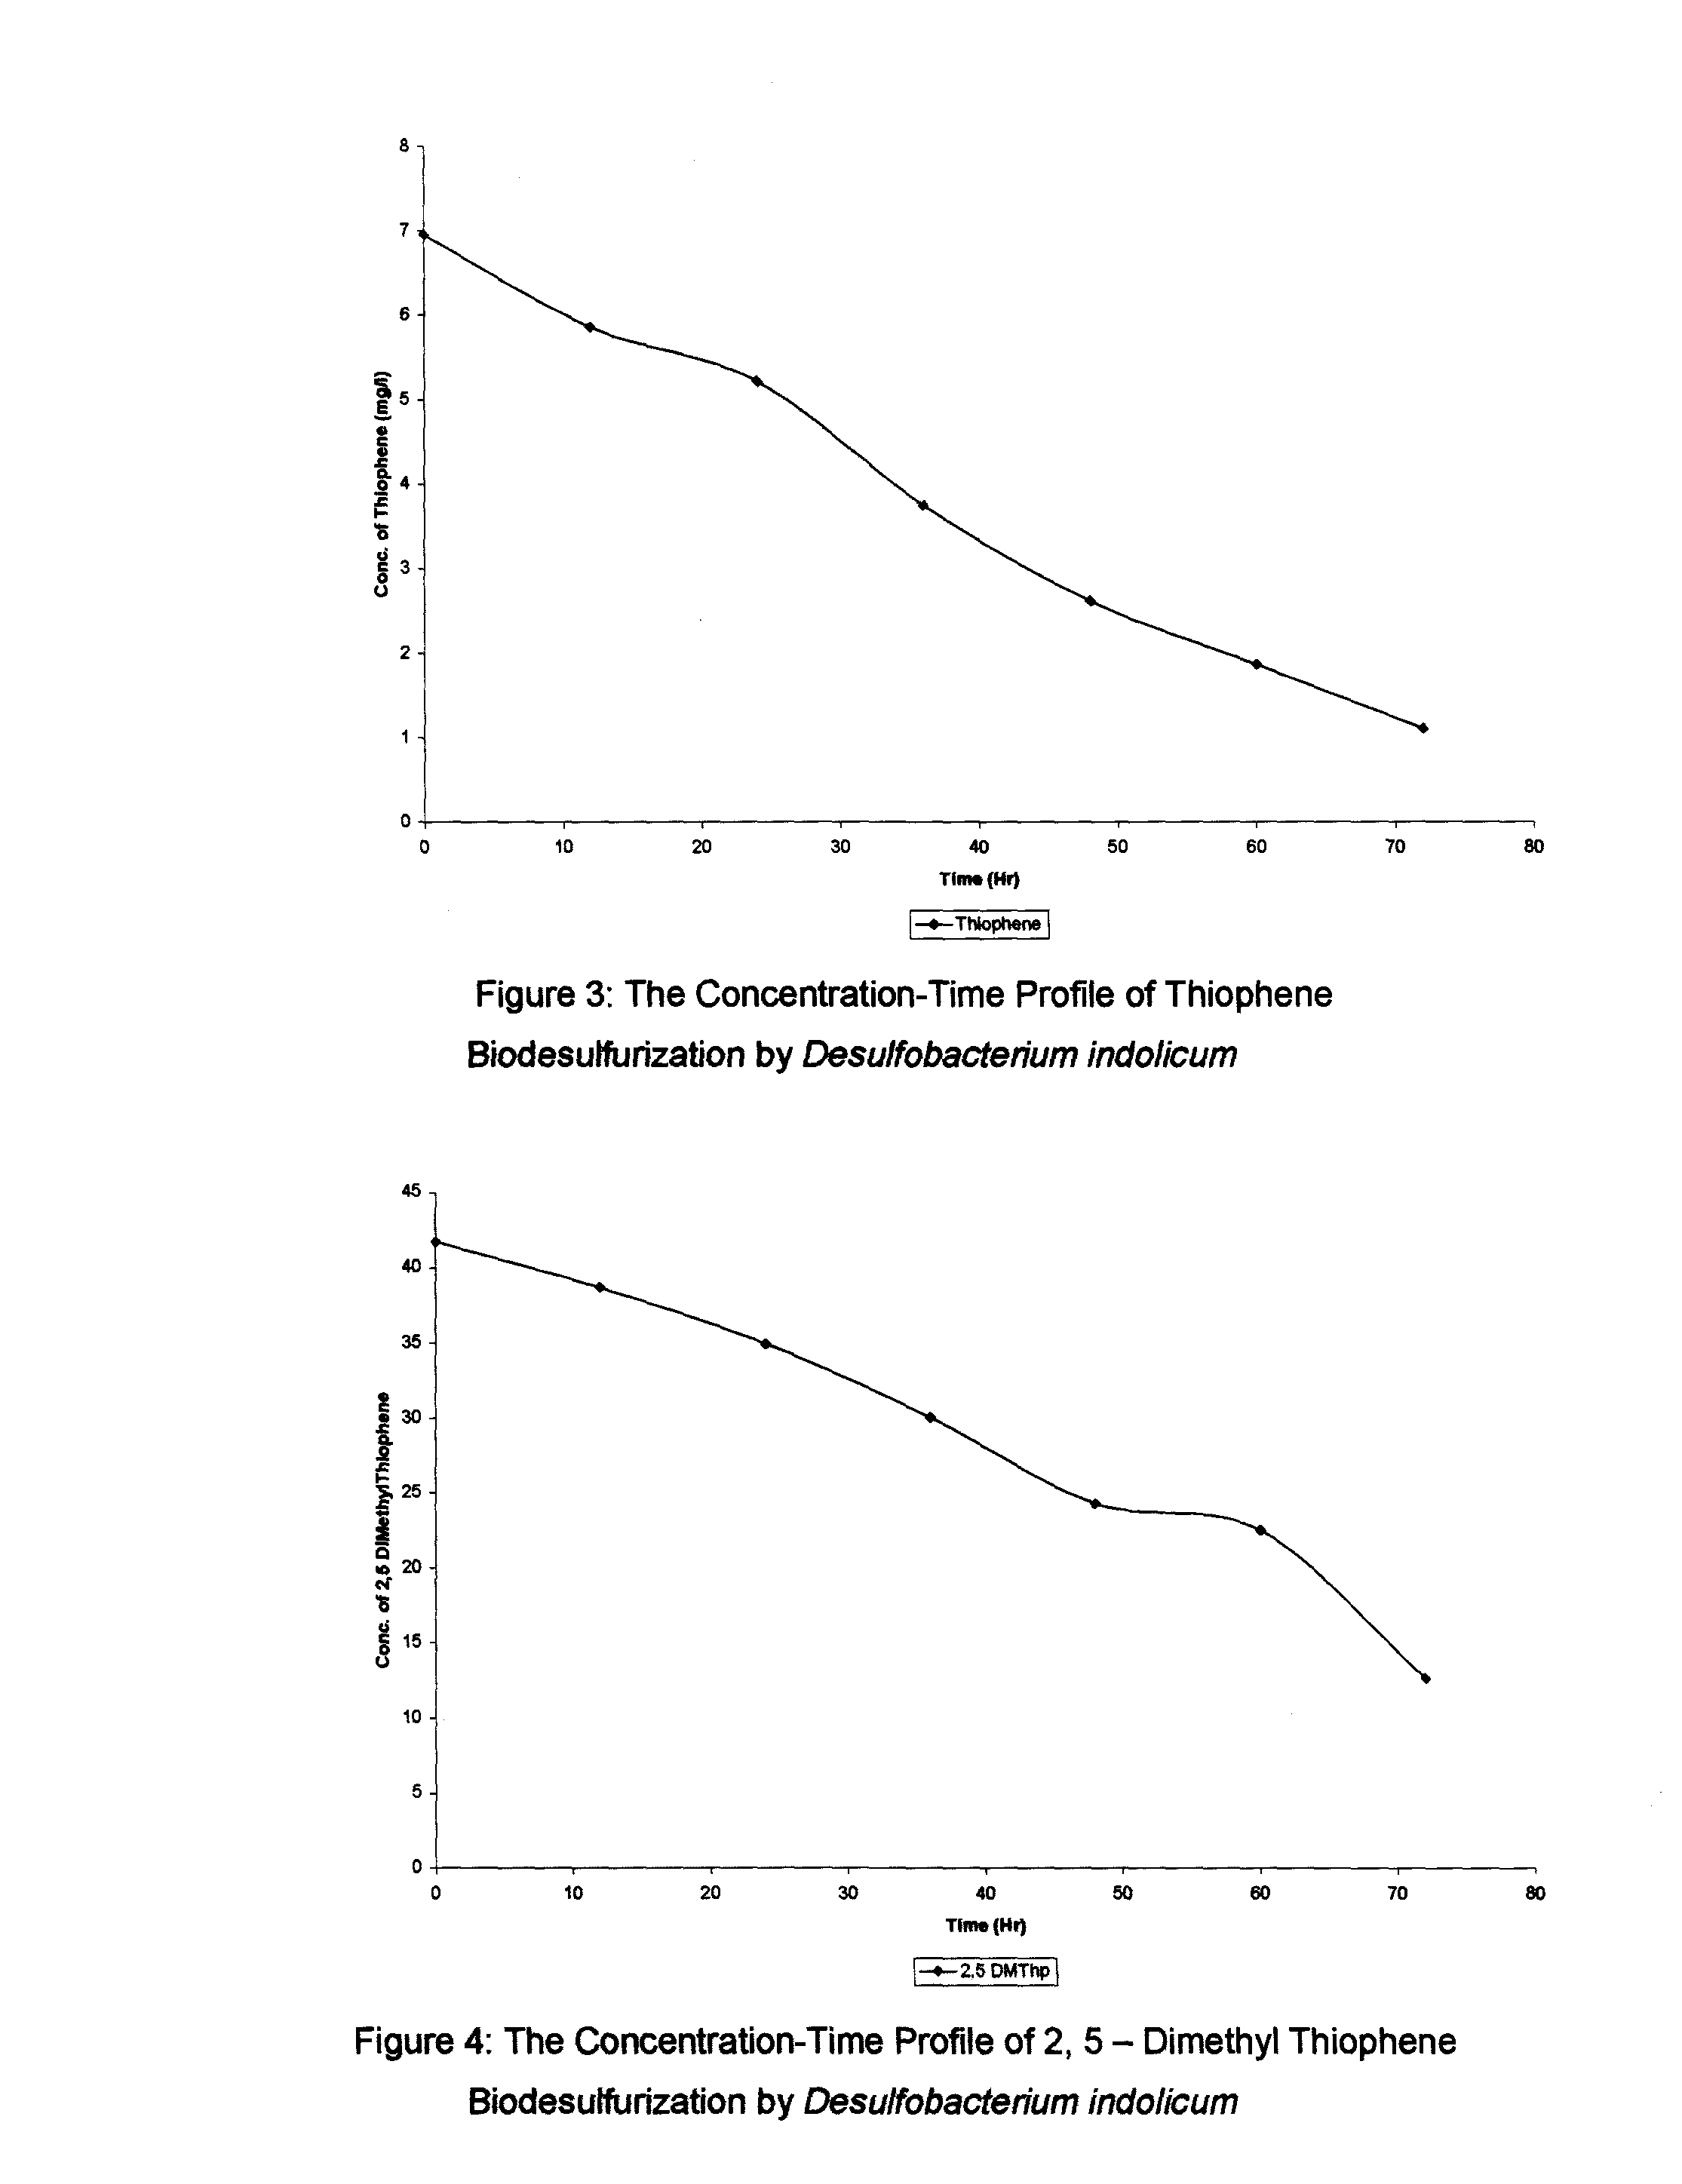 8
7
6
5
4
3
2
1
0
Conc. of Thiophene (mg/l)
0 10 20 30 40 50 60 70 80
Time (Hr)
Thiophene
Figure 3: The Concentration-Time Profile of Thiophene
Biodesulfurization by Desulfobacterium indolicum
45
40
35
30
25
20
15
10
5
0
Conc. of 2,5 DIMethylThiophene
0 10 20 30 40 50 60 70 80
Time (Hr)
2,5 DMThp
Figure 4: The Concentration-Time Profile of 2, 5 – Dimethyl Thiophene
Biodesulfurization by Desulfobacterium indolicum